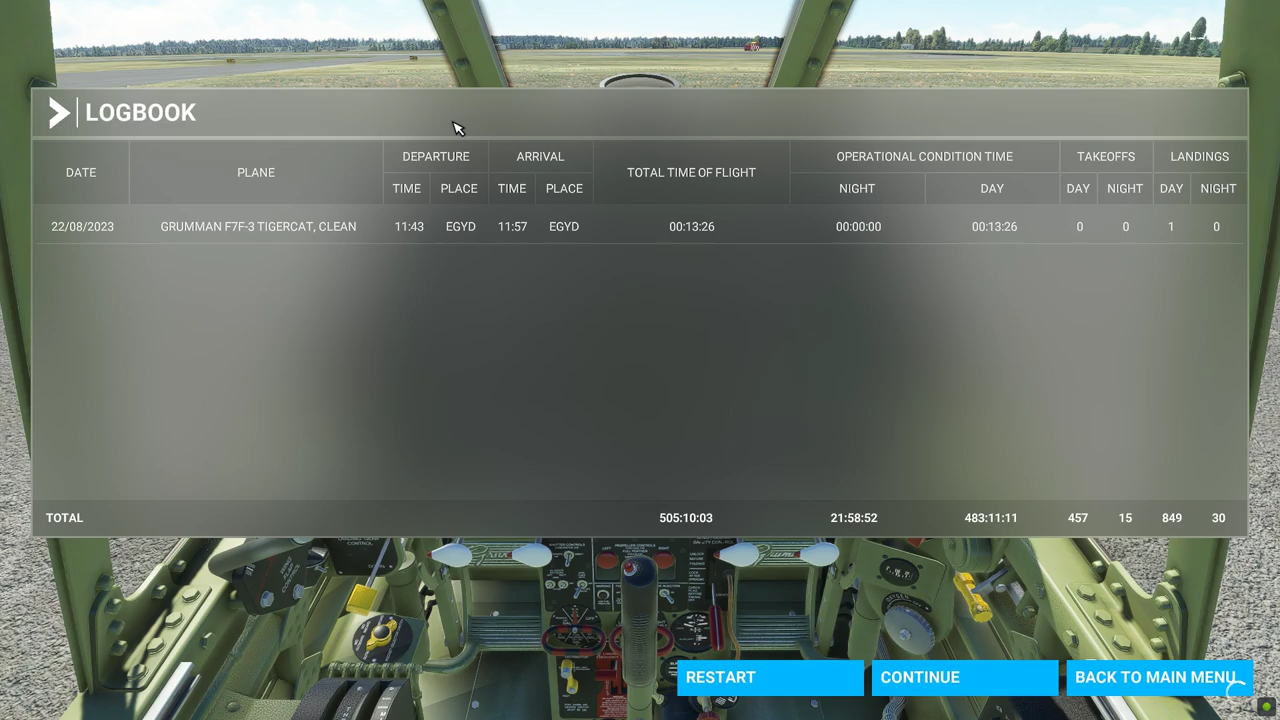 LOGBOOK
DATE PLANE DEPARTURE ARRIVAL TOTAL TIME OF FLIGHT OPERATIONAL CONDITION TIME TAKEOFFS LANDINGS
TIME PLACE TIME PLACE NIGHT DAY DAY NIGHT DAY NIGHT
22/08/2023 GRUMMAN F7F-3 TIGERCAT, CLEAN 11:43 EGYD 11:57 EGYD 00:13:26 00:00:00 00:13:26 0 0 1 0
TOTAL 505:10:03 21:58:52 483:11:11 457 15 849 30
RESTART
CONTINUE
BACK TO MAIN MENU